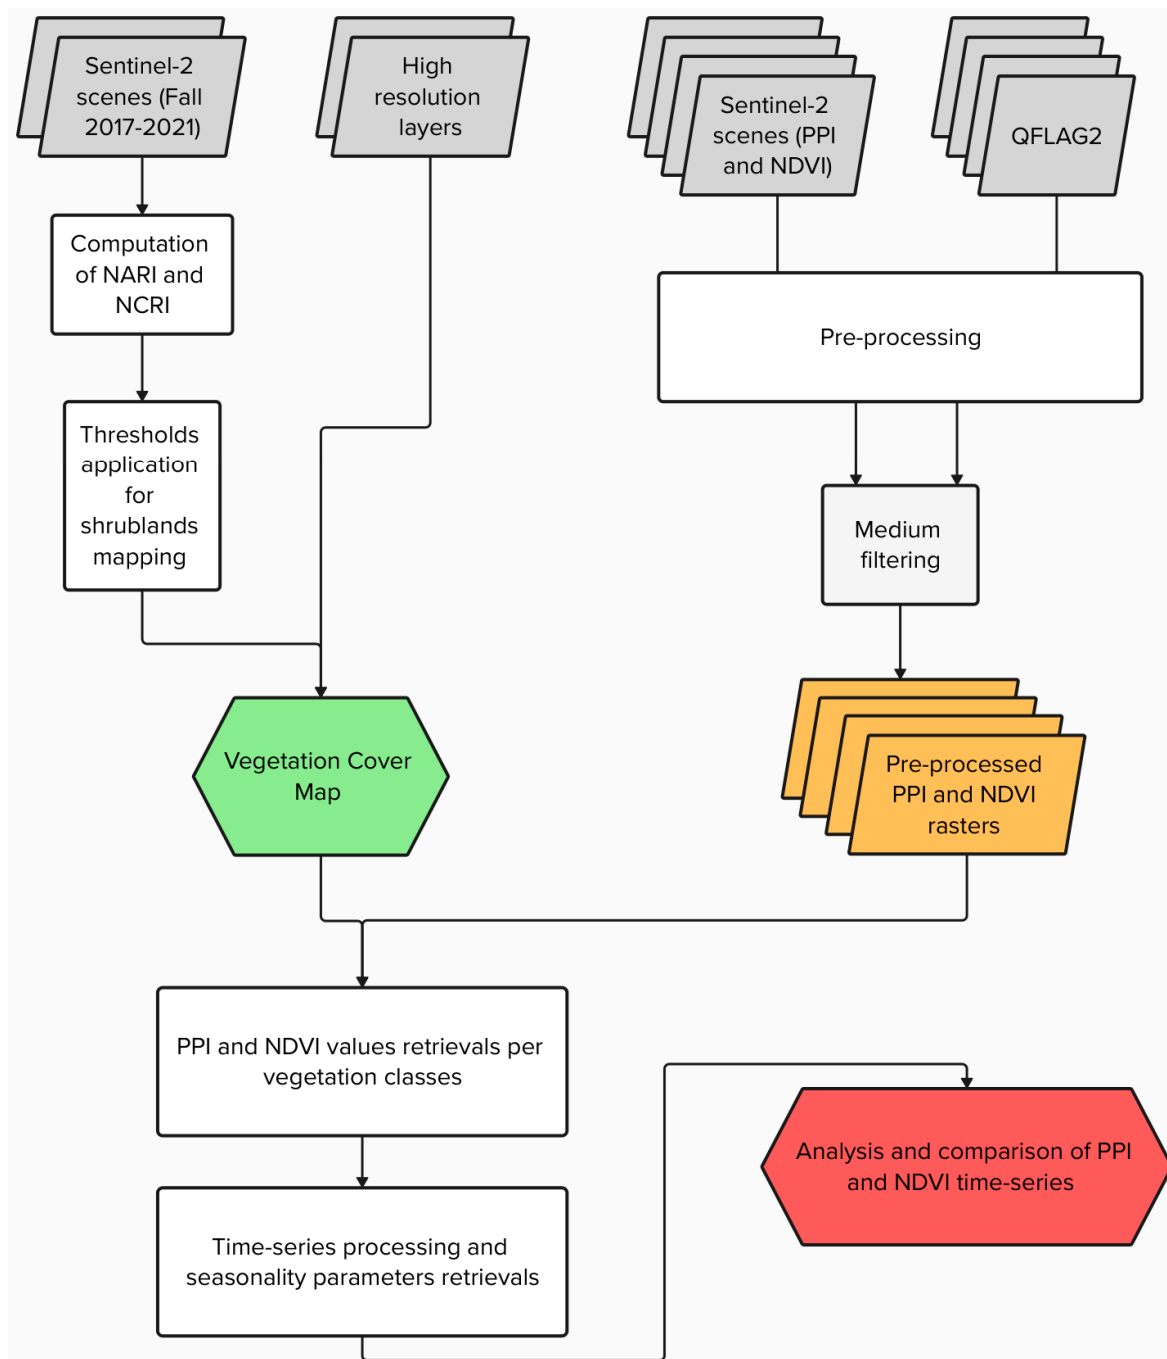 Sentinel-2
scenes (Fall
2017-2021)
High
resolution
layers
Sentinel-2
scenes (PPI
and NDVI)
QFLAG2
Computation
of NARI and
NCRI
Pre-processing
Thresholds
application
for
shrublands
mapping
Medium
filtering
Vegetation Cover
Map
Pre-processed
PPI and NDVI
rasters
PPI and NDVI values retrievals per
vegetation classes
Analysis and comparison of PPI
and NDVI time-series
Time-series processing and
seasonality parameters retrievals